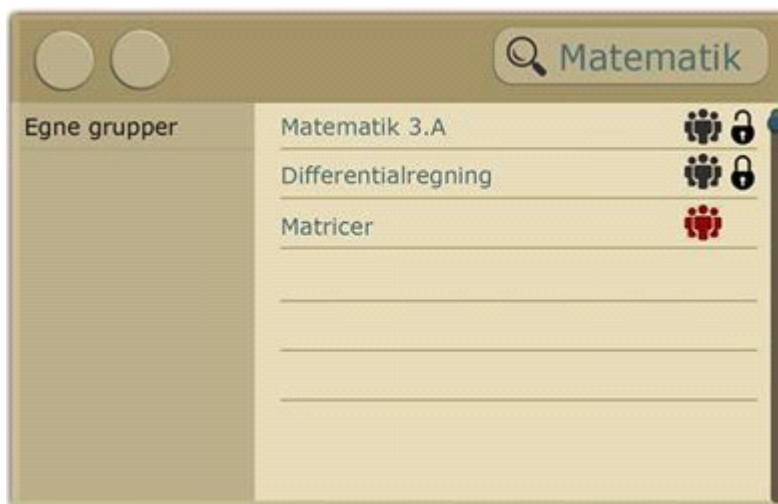 Matematik
Egne grupper
Matematik 3.A
Differentialregning
Matricer